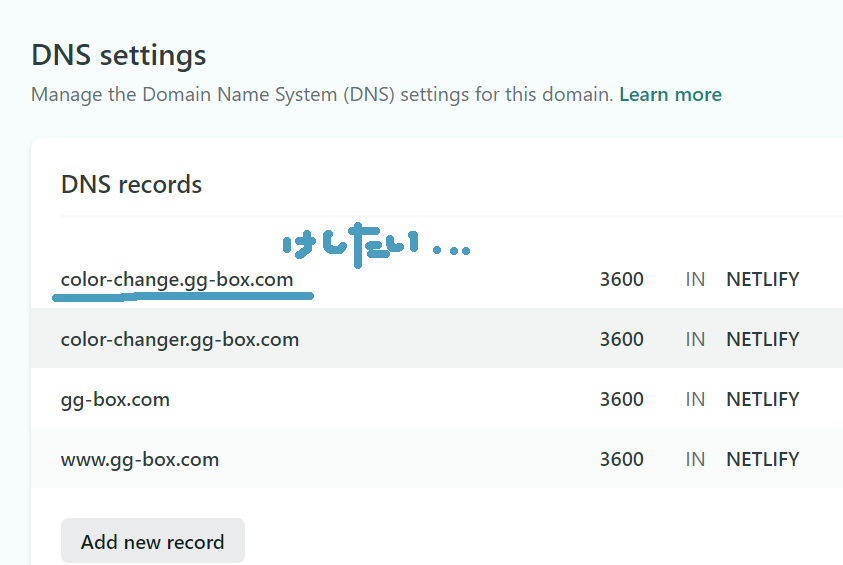 DNS settings
Manage the Domain Name System (DNS) settings for this domain. Learn more
DNS records
けしたい...
color-change.gg-box.com 3600 IN NETLIFY
color-changer.gg-box.com 3600 IN NETLIFY
gg-box.com 3600 IN NETLIFY
www.gg-box.com 3600 IN NETLIFY
Add new record